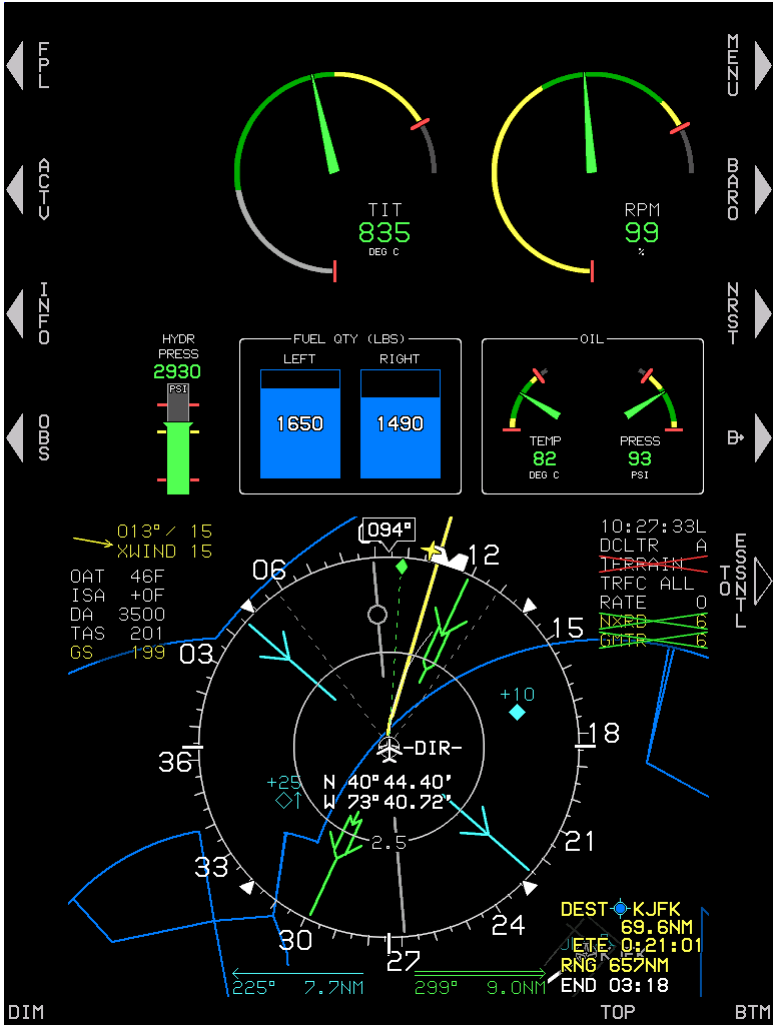 FPL
MENU
ACTV
BARO
TIT
835
DEG C
RPM
99
%
INFO
NRST
HYDR
PRESS
2930
PSI
FUEL QTY (LBS)
LEFT
RIGHT
1650
1490
OIL
TEMP
82
DEG C
PRESS
93
PSI
OBS
013°/ 15
XWIND 15
OAT 46F
ISA +0F
DA 3500
TAS 201
GS 199
094°
10:27:33L
DCLTR A
TERRAIN
TRFC ALL
RATE 0
NXRD 6
GMTR 6
ESSNTL
TO
06
12
03
15
+10
36
18
-DIR-
+25
N 40°44.40'
W 73°40.72'
2.5
33
21
30
24
27
DEST KJFK
69.6NM
ETE 0:21:01
RNG 657NM
END 03:18
225° 7.7NM
299° 9.0NM
DIM
TOP
BTM